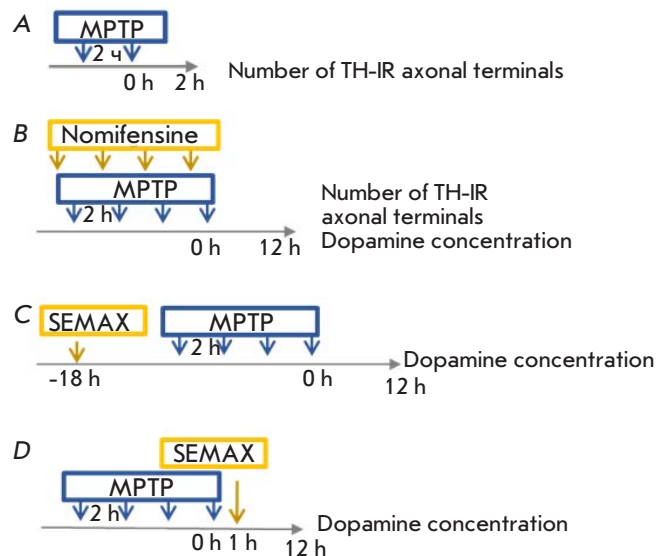 A
MPTP
2 ч
0 h 2 h
Number of TH-IR axonal terminals
B
Nomifensine
MPTP
2 h
0 h 12 h
Number of TH-IR
axonal terminals
Dopamine concentration
C
SEMAX MPTP
2 h
-18 h 0 h 12 h
Dopamine concentration
D
SEMAX
MPTP
2 h
0 h 1 h 12 h
Dopamine concentration